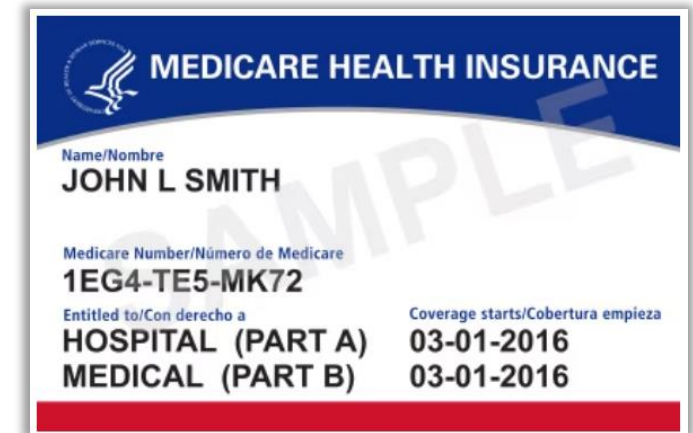 MEDICARE HEALTH INSURANCE
Name/Nombre
JOHN L SMITH
Medicare Number/Número de Medicare
1EG4-TE5-MK72
Entitled to/Con derecho a Coverage starts/Cobertura empieza
HOSPITAL (PART A) 03-01-2016
MEDICAL (PART B) 03-01-2016
SAMPLE